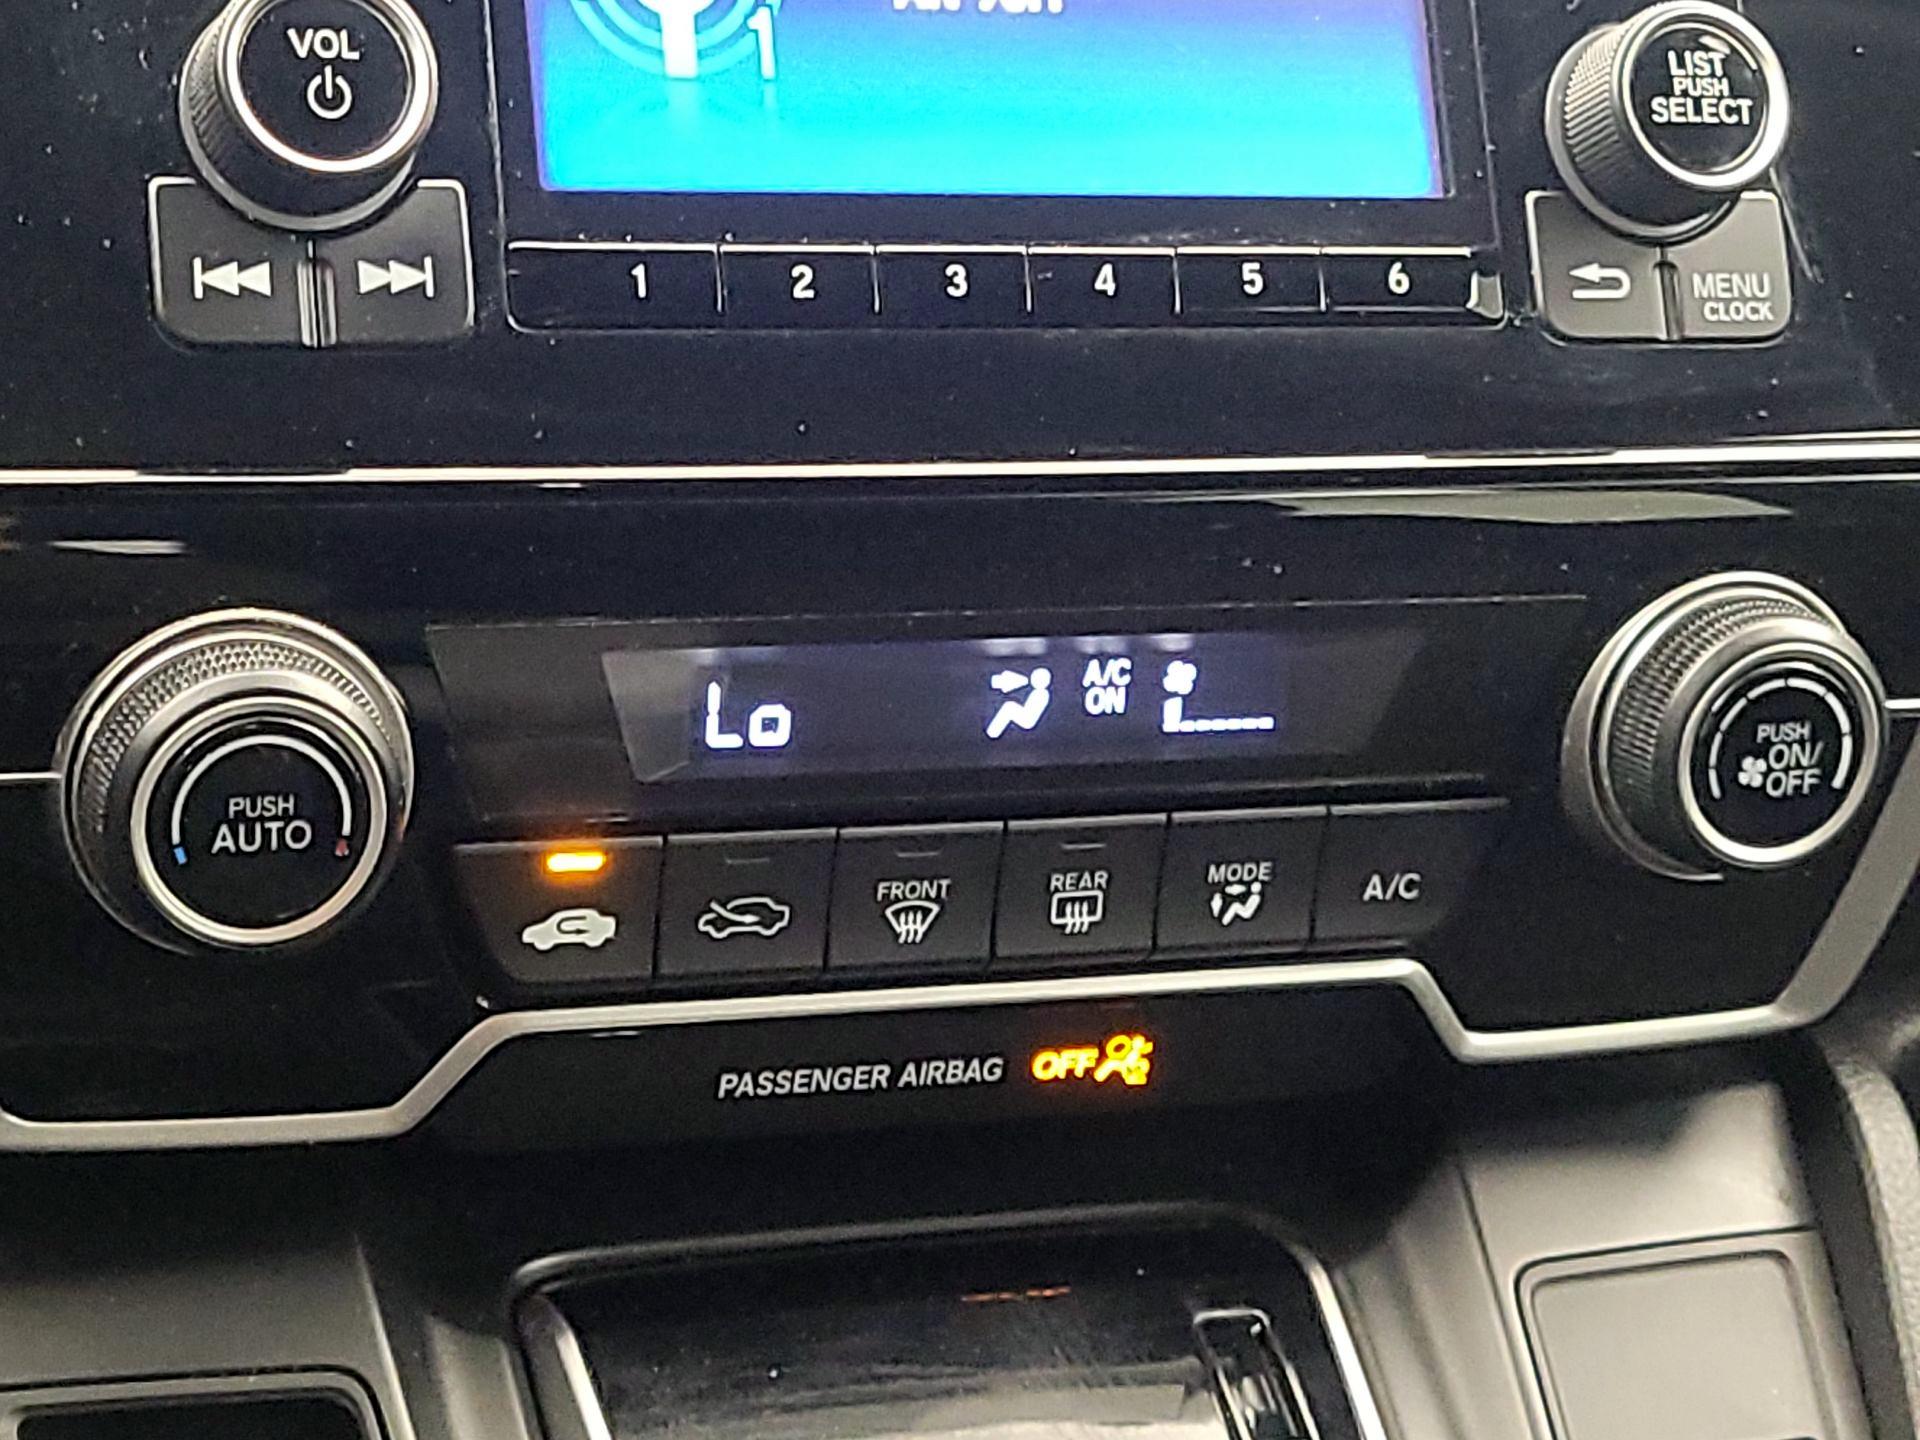 VOL
1
LIST
PUSH
SELECT
1 2 3 4 5 6
MENU
CLOCK
Lo
A/C
ON
PUSH
AUTO
PUSH
ON/
OFF
FRONT
REAR
MODE
A/C
PASSENGER AIRBAG OFF